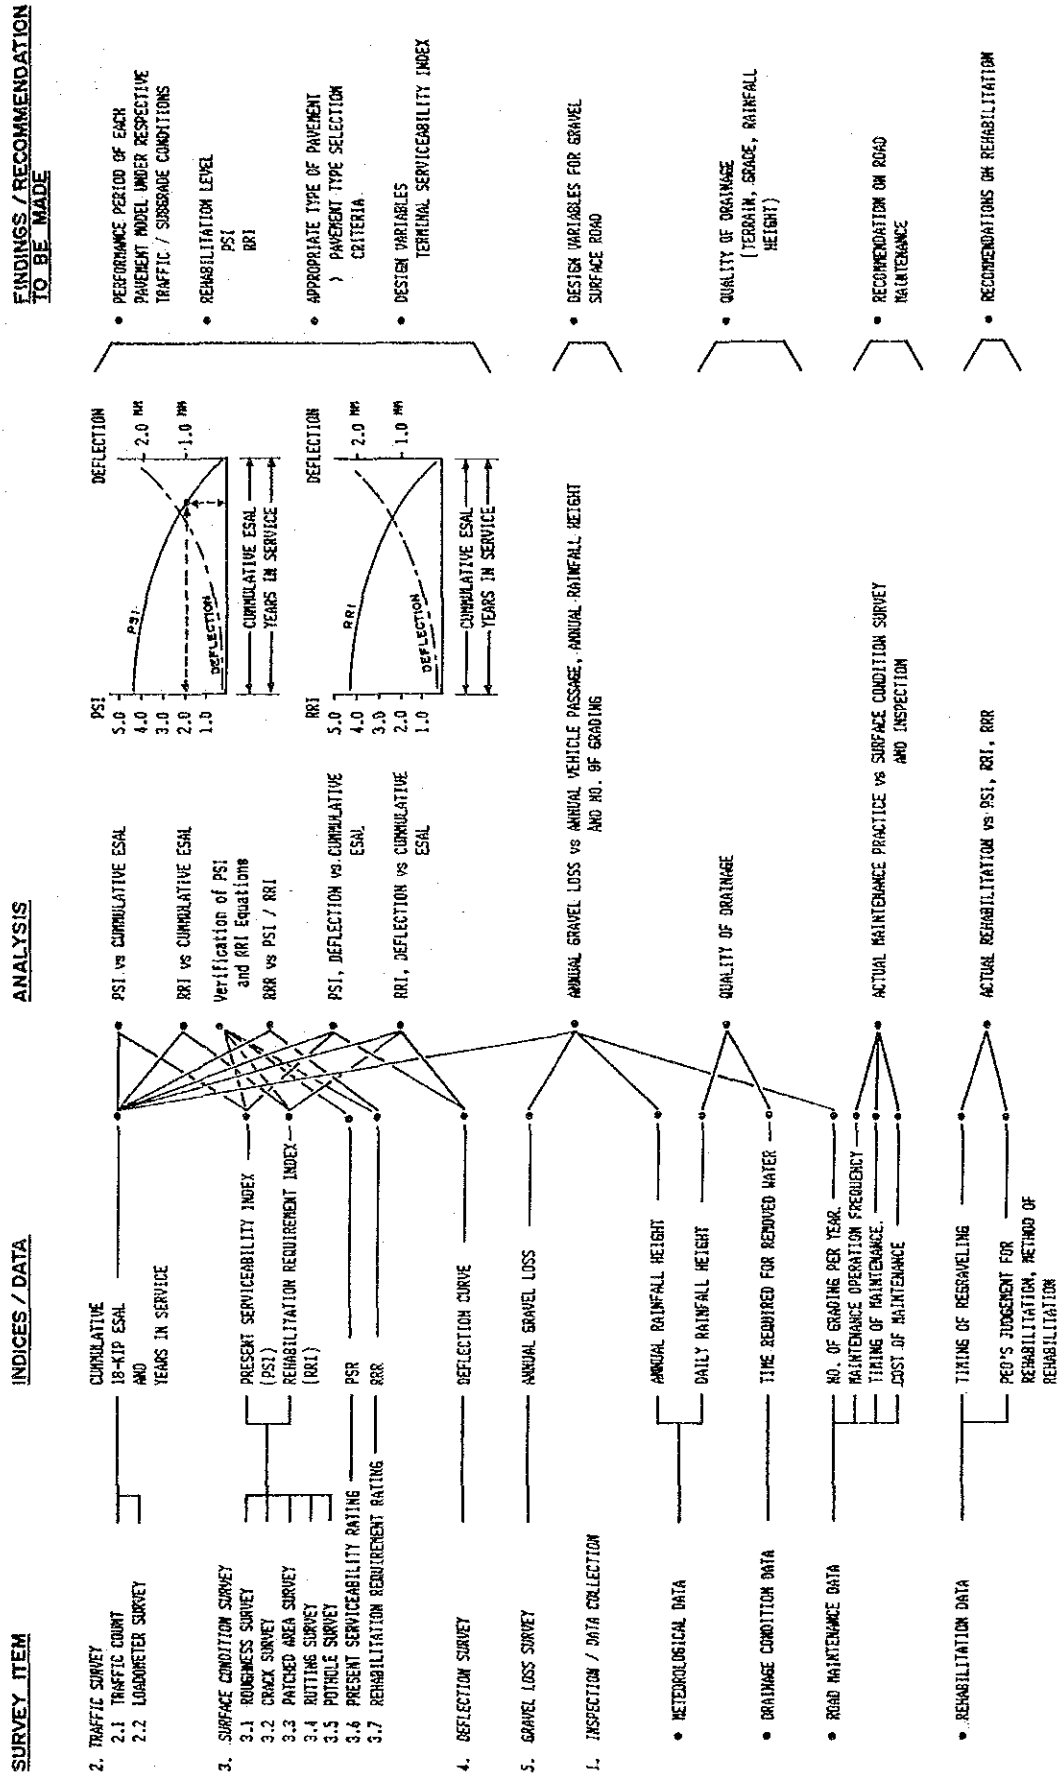 SURVEY ITEM
2. TRAFFIC SURVEY
2.1 TRAFFIC COUNT
2.2 LOADOMETER SURVEY
3. SURFACE CONDITION SURVEY
3.1 ROUGHNESS SURVEY
3.2 CRACK SURVEY
3.3 PATCHED AREA SURVEY
3.4 RUTTING SURVEY
3.5 POTHOLE SURVEY
3.6 PRESENT SERVICEABILITY RATING
3.7 REHABILITATION REQUIREMENT RATING
4. DEFLECTION SURVEY
5. GRAVEL LOSS SURVEY
1. INSPECTION / DATA COLLECTION
• METEOROLOGICAL DATA
• DRAINAGE CONDITION DATA
• ROAD MAINTENANCE DATA
• REHABILITATION DATA
INDICES / DATA
CUMMULATIVE
18-KIP ESAL
AND
YEARS IN SERVICE
PRESENT SERVICEABILITY INDEX
(PSI)
REHABILITATION REQUIREMENT INDEX
(RRI)
PSR
RRR
DEFLECTION CURVE
ANNUAL GRAVEL LOSS
ANNUAL RAINFALL HEIGHT
DAILY RAINFALL HEIGHT
TIME REQUIRED FOR REMOVED WATER
NO. OF GRADING PER YEAR
MAINTENANCE OPERATION FREQUENCY
TIMING OF MAINTENANCE
COST OF MAINTENANCE
TIMING OF REGRAVELING
PEO'S JUDGEMENT FOR
REHABILITATION, METHOD OF
REHABILITATION
ANALYSIS
PSI vs CUMMULATIVE ESAL
RRI vs CUMMULATIVE ESAL
Verification of PSI
and RRI Equations
RRR vs PSI / RRI
PSI, DEFLECTION vs CUMMULATIVE
ESAL
RRI, DEFLECTION vs CUMMULATIVE
ESAL
ANNUAL GRAVEL LOSS vs ANNUAL VEHICLE PASSAGE, ANNUAL RAINFALL HEIGHT
AND NO. OF GRADING
QUALITY OF DRAINAGE
ACTUAL MAINTENANCE PRACTICE vs SURFACE CONDITION SURVEY
AND INSPECTION
ACTUAL REHABILITATION vs PSI, RRI, RRR
PSI
DEFLECTION
5.0
4.0
3.0
2.0
1.0
2.0 MM
1.0 MM
PSI
DEFLECTION
CUMMULATIVE ESAL
YEARS IN SERVICE
RRI
DEFLECTION
5.0
4.0
3.0
2.0
1.0
2.0 MM
1.0 MM
RRI
DEFLECTION
CUMMULATIVE ESAL
YEARS IN SERVICE
FINDINGS / RECOMMENDATION
TO BE MADE
• PERFORMANCE PERIOD OF EACH
PAVEMENT MODEL UNDER RESPECTIVE
TRAFFIC / SUBGRADE CONDITIONS
• REHABILITATION LEVEL
PSI
RRI
• APPROPRIATE TYPE OF PAVEMENT
) PAVEMENT TYPE SELECTION
CRITERIA
• DESIGN VARIABLES
TERMINAL SERVICEABILITY INDEX
• DESIGN VARIABLES FOR GRAVEL
SURFACE ROAD
• QUALITY OF DRAINAGE
(TERRAIN, GRADE, RAINFALL
HEIGHT)
• RECOMMENDATION ON ROAD
MAINTENANCE
• RECOMMENDATIONS ON REHABILITATION